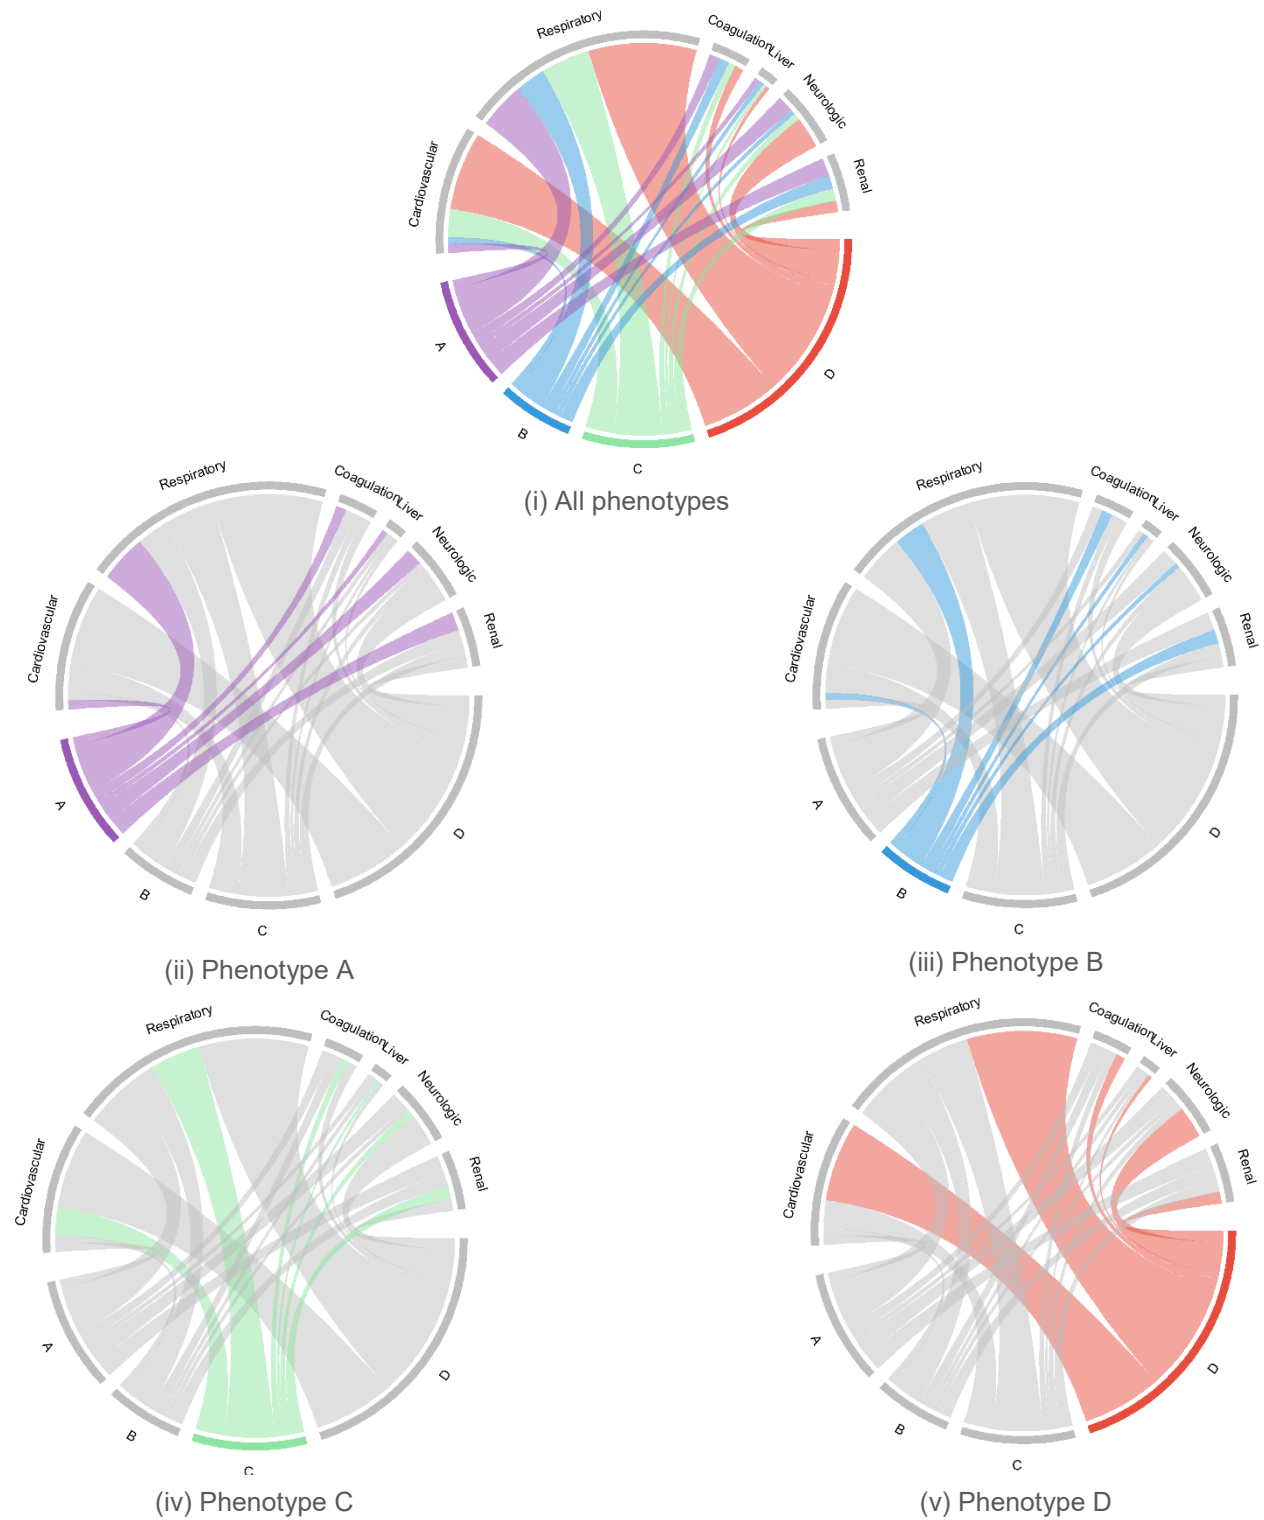 Respiratory
Coagulation
Liver
Neurologic
Cardiovascular
Renal
A
D
B
C
(i) All phenotypes
Respiratory
Coagulation
Liver
Neurologic
Cardiovascular
Renal
A
D
B
C
(ii) Phenotype A
Respiratory
Coagulation
Liver
Neurologic
Cardiovascular
Renal
A
D
B
C
(iii) Phenotype B
Respiratory
Coagulation
Liver
Neurologic
Cardiovascular
Renal
A
D
B
C
(iv) Phenotype C
Respiratory
Coagulation
Liver
Neurologic
Cardiovascular
Renal
A
D
B
C
(v) Phenotype D